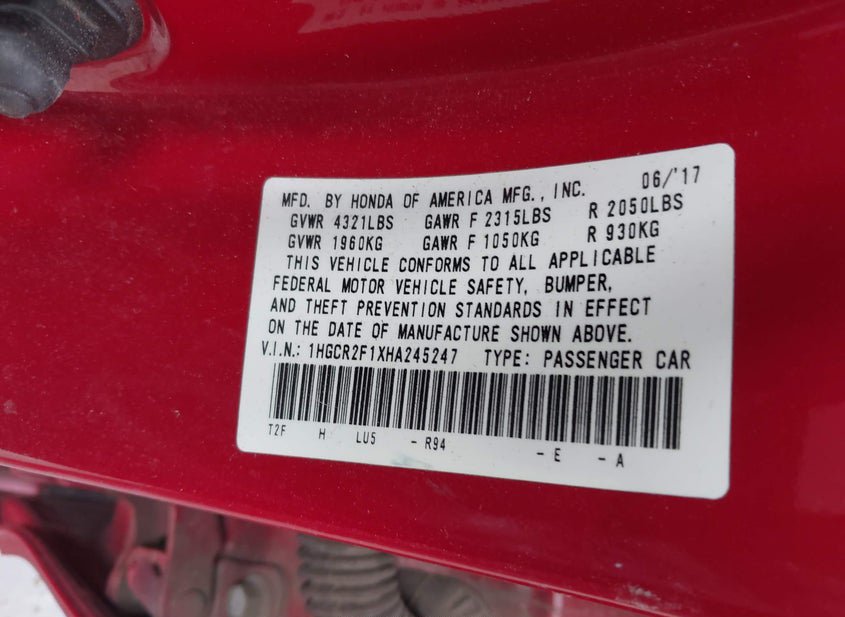 MFD. BY HONDA OF AMERICA MFG., INC. 06/'17
GVWR 4321LBS GAWR F 2315LBS R 2050LBS
GVWR 1960KG GAWR F 1050KG R 930KG
THIS VEHICLE CONFORMS TO ALL APPLICABLE
FEDERAL MOTOR VEHICLE SAFETY, BUMPER,
AND THEFT PREVENTION STANDARDS IN EFFECT
ON THE DATE OF MANUFACTURE SHOWN ABOVE.
V.I.N.: 1HGCR2F1XHA245247 TYPE: PASSENGER CAR
T2F H LU5 - R94 - E - A